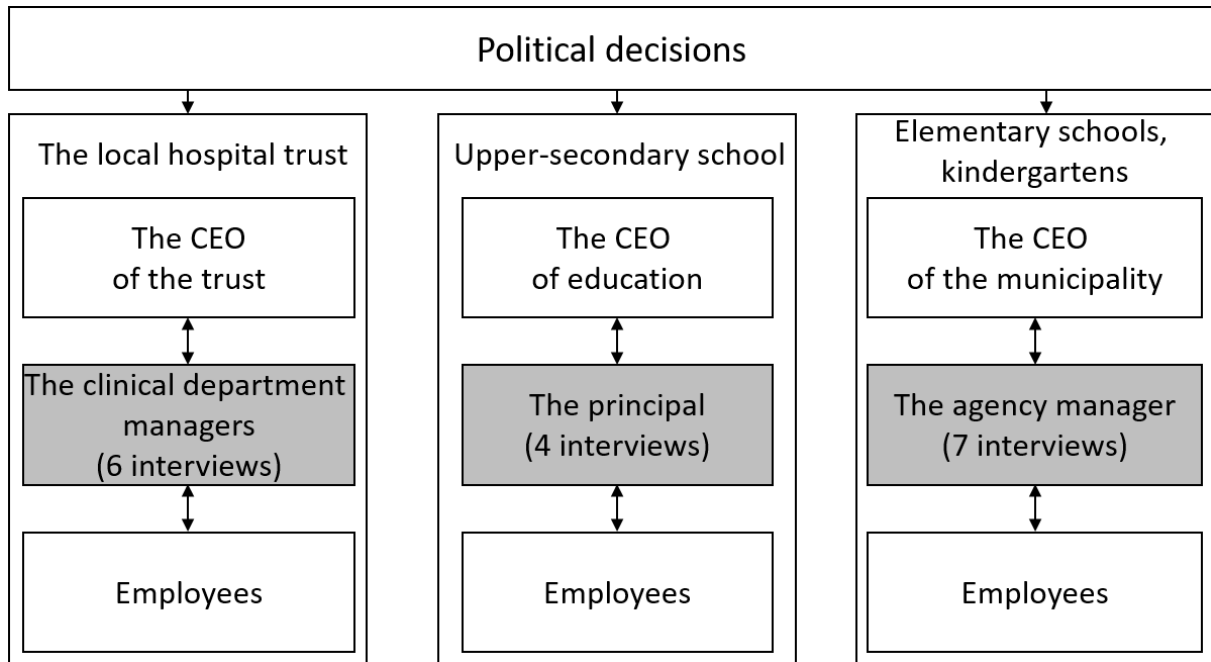 Political decisions
The local hospital trust
The CEO
of the trust
The clinical department
managers
(6 interviews)
Employees
Upper-secondary school
The CEO
of education
The principal
(4 interviews)
Employees
Elementary schools,
kindergartens
The CEO
of the municipality
The agency manager
(7 interviews)
Employees